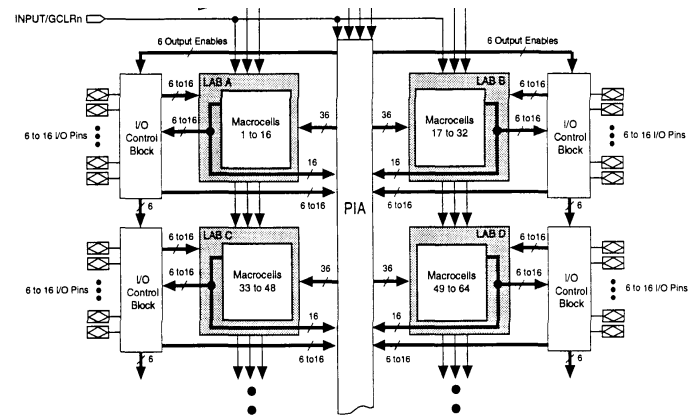 INPUT/GCLRn
6 Output Enables
6 Output Enables
LAB A
LAB B
6 to16
6 to16
I/O
Control
Block
Macrocells
1 to 16
36
36
Macrocells
17 to 32
I/O
Control
Block
6 to 16 I/O Pins
6 to16
6 to16
6 to 16 I/O Pins
16
16
6 to16
6 to16
6
6
PIA
LAB C
LAB D
6 to16
6 to16
I/O
Control
Block
Macrocells
33 to 48
36
36
Macrocells
49 to 64
I/O
Control
Block
6 to 16 I/O Pins
6 to16
6 to16
6 to 16 I/O Pins
16
16
6 to16
6 to16
6
6